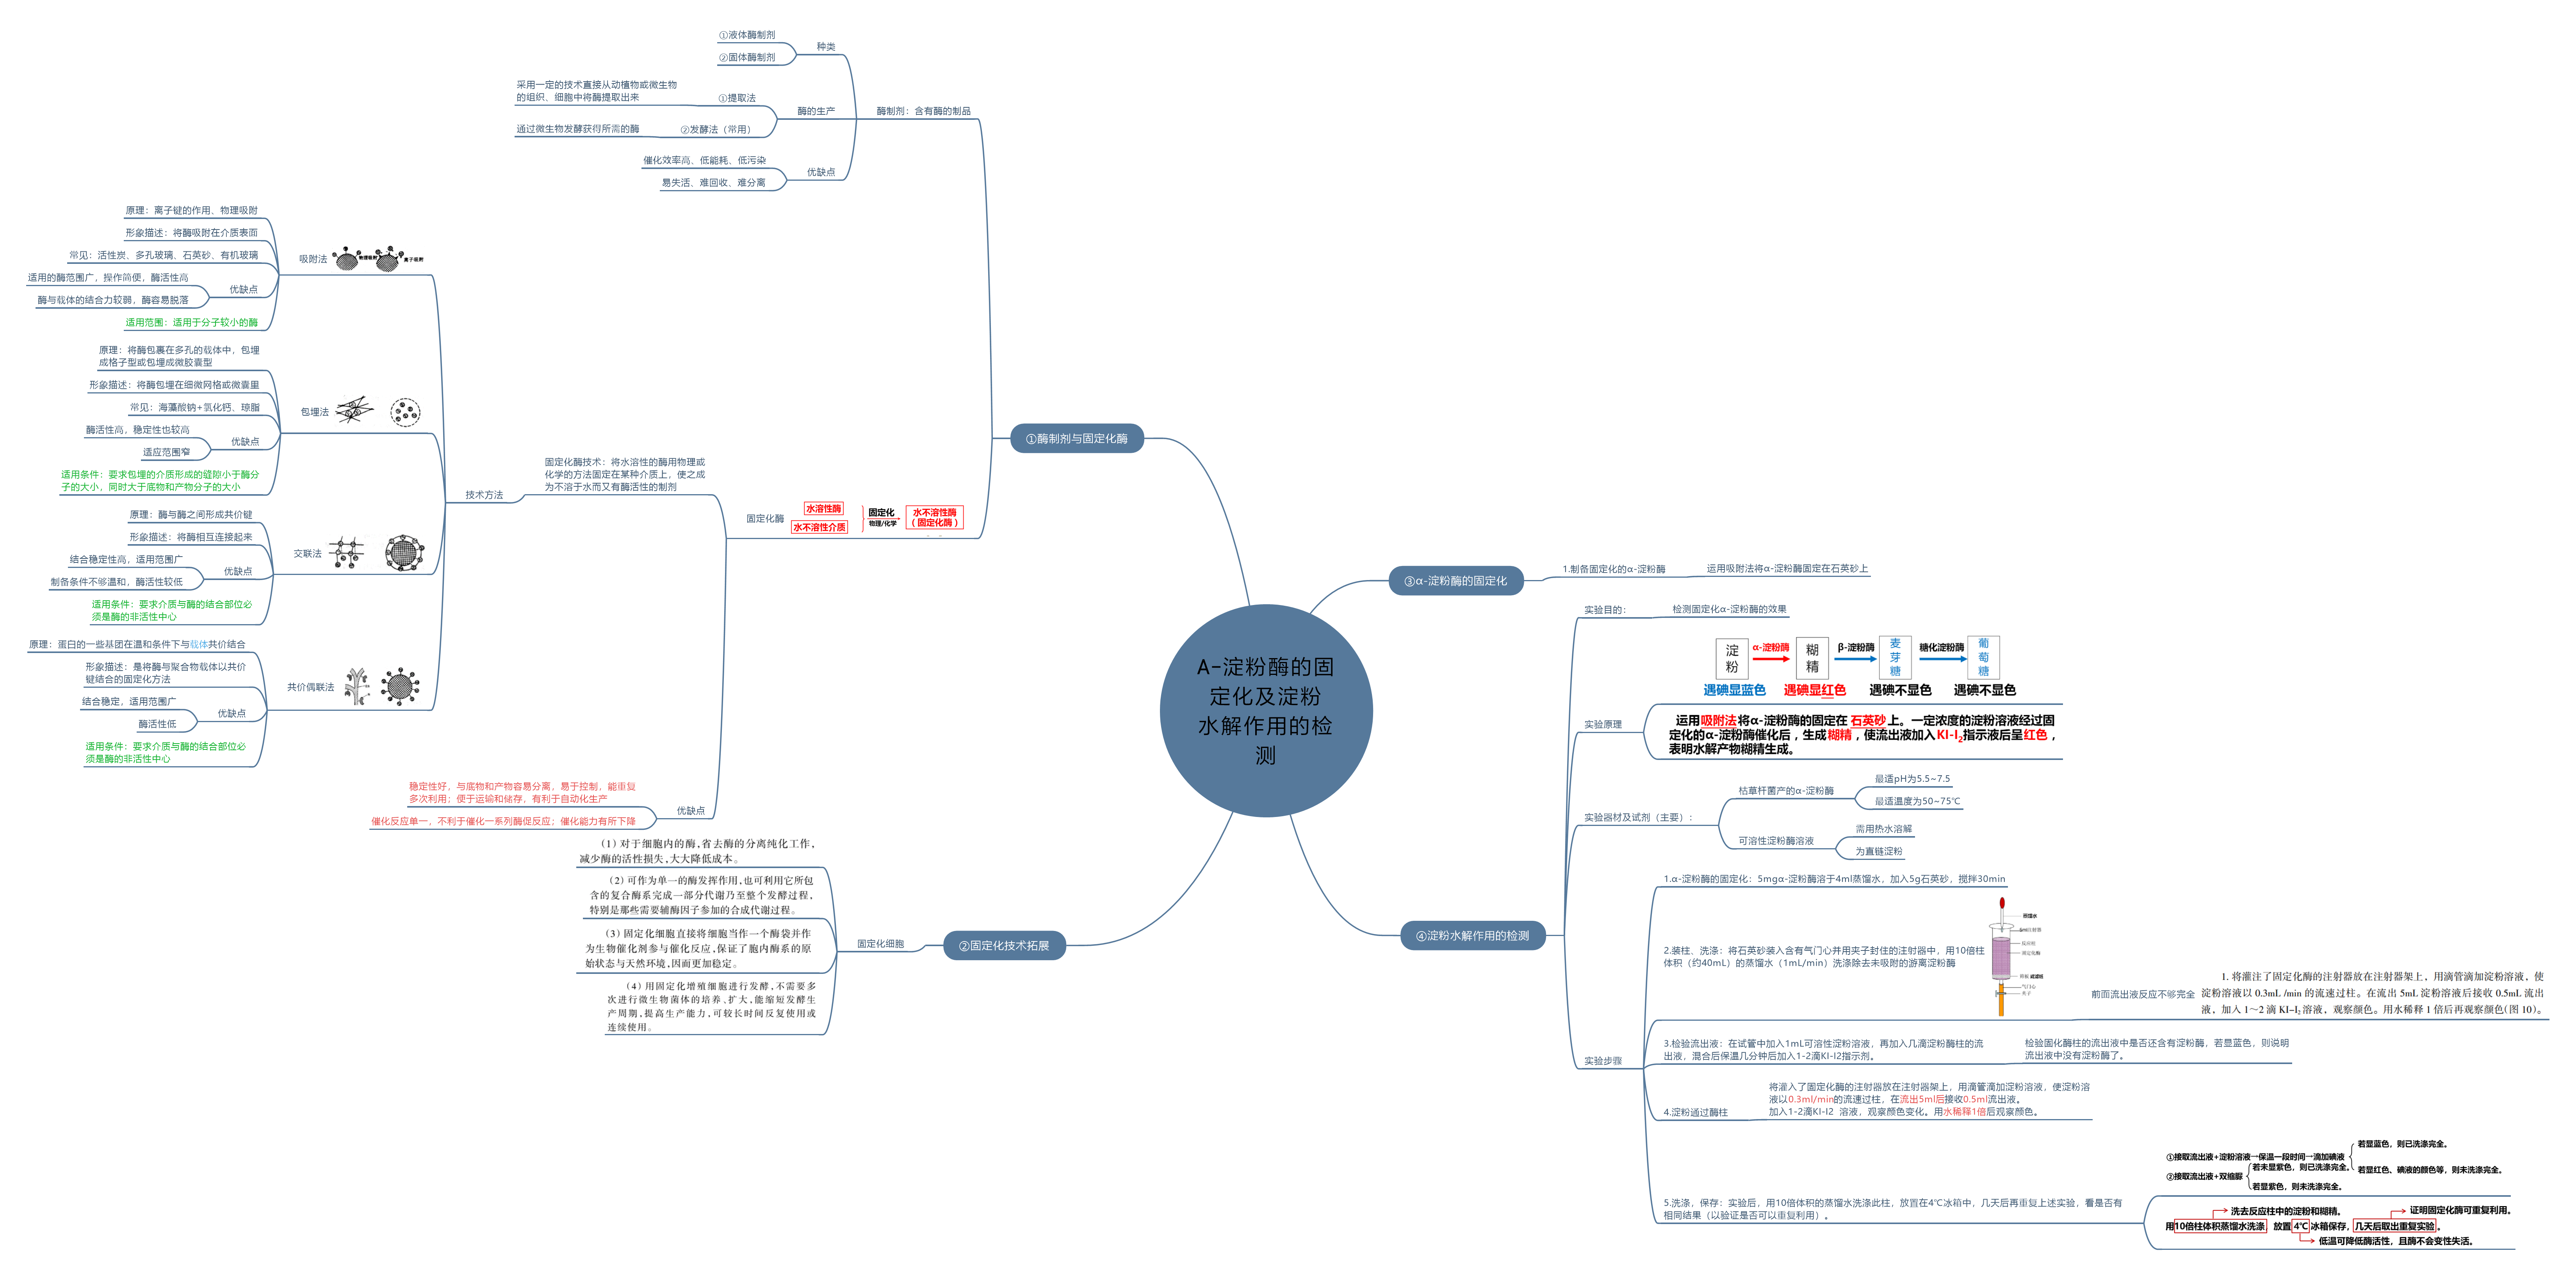 A-淀粉酶的固
定化及淀粉
水解作用的检
测
①酶制剂与固定化酶
酶制剂：含有酶的制品
种类
①液体酶制剂
②固体酶制剂
酶的生产
①提取法
采用一定的技术直接从动植物或微生物
的组织、细胞中将酶提取出来
②发酵法（常用）
通过微生物发酵获得所需的酶
优缺点
催化效率高、低能耗、低污染
易失活、难回收、难分离
固定化酶
水溶性酶
水不溶性介质
固定化
物理/化学
水不溶性酶
（固定化酶）
固定化酶技术：将水溶性的酶用物理或
化学的方法固定在某种介质上，使之成
为不溶于水而又有酶活性的制剂
技术方法
吸附法
物理吸附
离子吸附
原理：离子键的作用、物理吸附
形象描述：将酶吸附在介质表面
常见：活性炭、多孔玻璃、石英砂、有机玻璃
优缺点
适用的酶范围广，操作简便，酶活性高
酶与载体的结合力较弱，酶容易脱落
适用范围：适用于分子较小的酶
包埋法
原理：将酶包裹在多孔的载体中，包埋
成格子型或包埋成微胶囊型
形象描述：将酶包埋在细微网格或微囊里
常见：海藻酸钠+氯化钙、琼脂
优缺点
酶活性高，稳定性也较高
适应范围窄
适用条件：要求包埋的介质形成的缝隙小于酶分
子的大小，同时大于底物和产物分子的大小
交联法
原理：酶与酶之间形成共价键
形象描述：将酶相互连接起来
优缺点
结合稳定性高，适用范围广
制备条件不够温和，酶活性较低
适用条件：要求介质与酶的结合部位必
须是酶的非活性中心
共价偶联法
原理：蛋白的一些基团在温和条件下与载体共价结合
形象描述：是将酶与聚合物载体以共价
键结合的固定化方法
优缺点
结合稳定，适用范围广
酶活性低
适用条件：要求介质与酶的结合部位必
须是酶的非活性中心
优缺点
稳定性好，与底物和产物容易分离，易于控制，能重复
多次利用；便于运输和储存，有利于自动化生产
催化反应单一，不利于催化一系列酶促反应；催化能力有所下降
②固定化技术拓展
固定化细胞
（1）对于细胞内的酶,省去酶的分离纯化工作,
减少酶的活性损失,大大降低成本。
（2）可作为单一的酶发挥作用,也可利用它所包
含的复合酶系完成一部分代谢乃至整个发酵过程,
特别是那些需要辅酶因子参加的合成代谢过程。
（3）固定化细胞直接将细胞当作一个酶袋并作
为生物催化剂参与催化反应,保证了胞内酶系的原
始状态与天然环境,因而更加稳定。
（4）用固定化增殖细胞进行发酵,不需要多
次进行微生物菌体的培养、扩大,能缩短发酵生
产周期,提高生产能力,可较长时间反复使用或
连续使用。
③α-淀粉酶的固定化
1.制备固定化的α-淀粉酶
运用吸附法将α-淀粉酶固定在石英砂上
④淀粉水解作用的检测
实验目的：
检测固定化α-淀粉酶的效果
实验原理
淀粉
α-淀粉酶
糊精
β-淀粉酶
麦芽糖
糖化淀粉酶
葡萄糖
遇碘显蓝色
遇碘显红色
遇碘不显色
遇碘不显色
运用吸附法将α-淀粉酶的固定在 石英砂上。一定浓度的淀粉溶液经过固
定化的α-淀粉酶催化后，生成糊精，使流出液加入KI-I₂指示液后呈红色，
表明水解产物糊精生成。
实验器材及试剂（主要）：
枯草杆菌产的α-淀粉酶
最适pH为5.5~7.5
最适温度为50~75℃
可溶性淀粉酶溶液
需用热水溶解
为直链淀粉
实验步骤
1.α-淀粉酶的固定化：5mgα-淀粉酶溶于4ml蒸馏水，加入5g石英砂，搅拌30min
2.装柱、洗涤：将石英砂装入含有气门心并用夹子封住的注射器中，用10倍柱
体积（约40mL）的蒸馏水（1mL/min）洗涤除去未吸附的游离淀粉酶
蒸馏水
反应柱
固定化酶
气门心
夹子
前面流出液反应不够完全
1. 将灌注了固定化酶的注射器放在注射器架上，用滴管滴加淀粉溶液，使
淀粉溶液以 0.3mL /min 的流速过柱。在流出 5mL 淀粉溶液后接收 0.5mL 流出
液，加入 1～2 滴 KI–I₂ 溶液，观察颜色。用水稀释 1 倍后再观察颜色(图 10)。
3.检验流出液：在试管中加入1mL可溶性淀粉溶液，再加入几滴淀粉酶柱的流
出液，混合后保温几分钟后加入1-2滴KI-I2指示剂。
检验固化酶柱的流出液中是否还含有淀粉酶，若显蓝色，则说明
流出液中没有淀粉酶了。
4.淀粉通过酶柱
将灌入了固定化酶的注射器放在注射器架上，用滴管滴加淀粉溶液，使淀粉溶
液以0.3ml/min的流速过柱，在流出5ml后接收0.5ml流出液。
加入1-2滴KI-I2 溶液，观察颜色变化。用水稀释1倍后观察颜色。
5.洗涤，保存：实验后，用10倍体积的蒸馏水洗涤此柱，放置在4℃冰箱中，几天后再重复上述实验，看是否有
相同结果（以验证是否可以重复利用）。
①接取流出液+淀粉溶液→保温一段时间→滴加碘液
若显蓝色，则已洗涤完全。
若显红色、碘液的颜色等，则未洗涤完全。
②接取流出液+双缩脲
若未显紫色，则已洗涤完全。
若显紫色，则未洗涤完全。
洗去反应柱中的淀粉和糊精。
证明固定化酶可重复利用。
用10倍柱体积蒸馏水洗涤 放置 4℃ 冰箱保存，几天后取出重复实验 。
低温可降低酶活性，且酶不会变性失活。